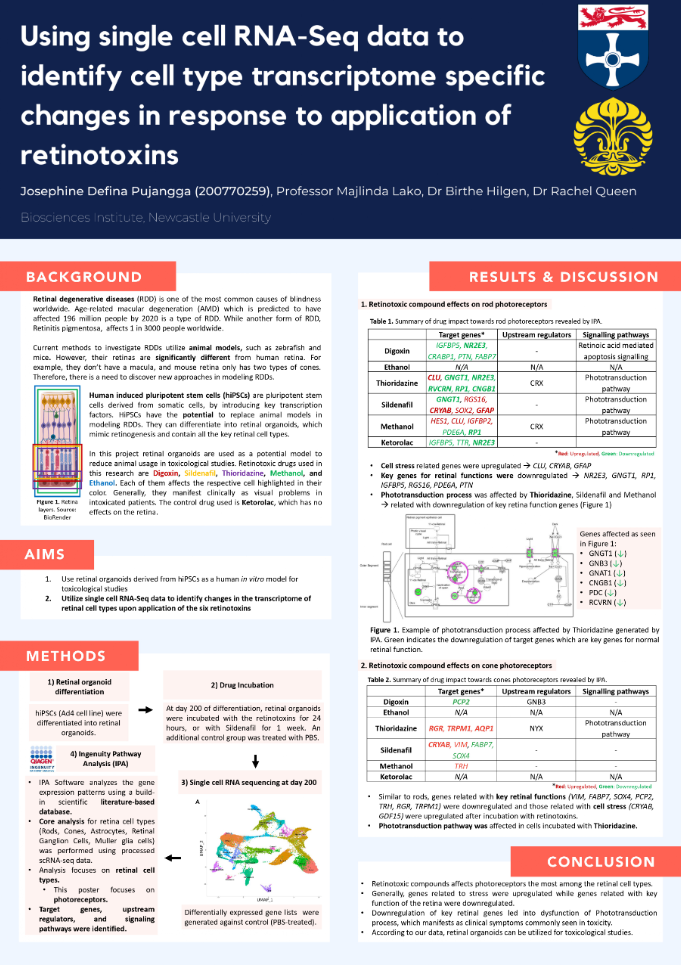 Using single cell RNA-Seq data to
identify cell type transcriptome specific
changes in response to application of
retinotoxins
Josephine Defina Pujangga (200770259), Professor Majlinda Lako, Dr Birthe Hilgen, Dr Rachel Queen
Biosciences Institute, Newcastle University
BACKGROUND
Retinal degenerative diseases (RDD) is one of the most common causes of blindness
worldwide. Age-related macular degeneration (AMD) which is predicted to have
affected 196 million people by 2020 is a type of RDD. While another form of RDD,
Retinitis pigmentosa, affects 1 in 3000 people worldwide.
Current methods to investigate RDDs utilize animal models, such as zebrafish and
mice. However, their retinas are significantly different from human retina. For
example, they don't have a macula, and mouse retina only has two types of cones.
Therefore, there is a need to discover new approaches in modeling RDDs.
Human induced pluripotent stem cells (hiPSCs) are pluripotent stem
cells derived from somatic cells, by introducing key transcription
factors. HiPSCs have the potential to replace animal models in
modeling RDDs. They can differentiate into retinal organoids, which
mimic retinogenesis and contain all the key retinal cell types.
In this project retinal organoids are used as a potential model to
reduce animal usage in toxicological studies. Retinotoxic drugs used in
this research are Digoxin, Sildenafil, Thioridazine, Methanol, and
Ethanol. Each of them affects the respective cell highlighted in their
color. Generally, they manifest clinically as visual problems in
intoxicated patients. The control drug used is Ketorolac, which has no
effects on the retina.
Figure 1. Retina
layers. Source:
BioRender
AIMS
1. Use retinal organoids derived from hiPSCs as a human in vitro model for
toxicological studies
2. Utilize single cell RNA-Seq data to identify changes in the transcriptome of
retinal cell types upon application of the six retinotoxins
METHODS
1) Retinal organoid
differentiation
hiPSCs (Ad4 cell line) were
differentiated into retinal
organoids.
2) Drug Incubation
At day 200 of differentiation, retinal organoids
were incubated with the retinotoxins for 24
hours, or with Sildenafil for 1 week. An
additional control group was treated with PBS.
3) Single cell RNA sequencing at day 200
A
UMAP_2
UMAP_1
Differentially expressed gene lists were
generated against control (PBS-treated).
QIAGEN
INGENUITY
4) Ingenuity Pathway
Analysis (IPA)
• IPA Software analyzes the gene
expression patterns using a build-
in scientific literature-based
database.
• Core analysis for retina cell types
(Rods, Cones, Astrocytes, Retinal
Ganglion Cells, Muller glia cells)
was performed using processed
scRNA-seq data.
• Analysis focuses on retinal cell
types.
• This poster focuses on
photoreceptors.
• Target genes, upstream
regulators, and signaling
pathways were identified.
RESULTS & DISCUSSION
1. Retinotoxic compound effects on rod photoreceptors
Table 1. Summary of drug impact towards rod photoreceptors revealed by IPA.
Target genes* Upstream regulators Signalling pathways
Digoxin IGFBP5, NR2E3, CRABP1, PTN, FABP7 - Retinoic acid mediated apoptosis signalling
Ethanol N/A N/A N/A
Thioridazine CLU, GNGT1, NR2E3, RVCRN, RP1, CNGB1 CRX Phototransduction pathway
Sildenafil GNGT1, RGS16, CRYAB, SOX2, GFAP - Phototransduction pathway
Methanol HES1, CLU, IGFBP2, PDE6A, RP1 CRX Phototransduction pathway
Ketorolac IGFBP5, TTR, NR2E3 -
*Red: Upregulated, Green: Downregulated
• Cell stress related genes were upregulated → CLU, CRYAB, GFAP
• Key genes for retinal functions were downregulated → NR2E3, GNGT1, RP1,
IGFBP5, RGS16, PDE6A, PTN
• Phototransduction process was affected by Thioridazine, Sildenafil and Methanol
→ related with downregulation of key retina function genes (Figure 1)
Genes affected as seen
in Figure 1:
• GNGT1 (↓)
• GNB3 (↓)
• GNAT1 (↓)
• CNGB1 (↓)
• PDC (↓)
• RCVRN (↓)
Figure 1. Example of phototransduction process affected by Thioridazine generated by
IPA. Green indicates the downregulation of target genes which are key genes for normal
retinal function.
2. Retinotoxic compound effects on cone photoreceptors
Table 2. Summary of drug impact towards cones photoreceptors revealed by IPA.
Target genes* Upstream regulators Signalling pathways
Digoxin PCP2 GNB3
Ethanol N/A N/A N/A
Thioridazine RGR, TRPM1, AQP1 NYX Phototransduction pathway
Sildenafil CRYAB, VIM, FABP7, SOX4 - -
Methanol TRH - -
Ketorolac N/A N/A N/A
*Red: Upregulated, Green: Downregulated
• Similar to rods, genes related with key retinal functions (VIM, FABP7, SOX4, PCP2,
TRH, RGR, TRPM1) were downregulated and those related with cell stress (CRYAB,
GDF15) were upregulated after incubation with retinotoxins.
• Phototransduction pathway was affected in cells incubated with Thioridazine.
CONCLUSION
• Retinotoxic compounds affects photoreceptors the most among the retinal cell types.
• Generally, genes related to stress were upregulated while genes related with key
function of the retina were downregulated.
• Downregulation of key retinal genes led into dysfunction of Phototransduction
process, which manifests as clinical symptoms commonly seen in toxicity.
• According to our data, retinal organoids can be utilized for toxicological studies.